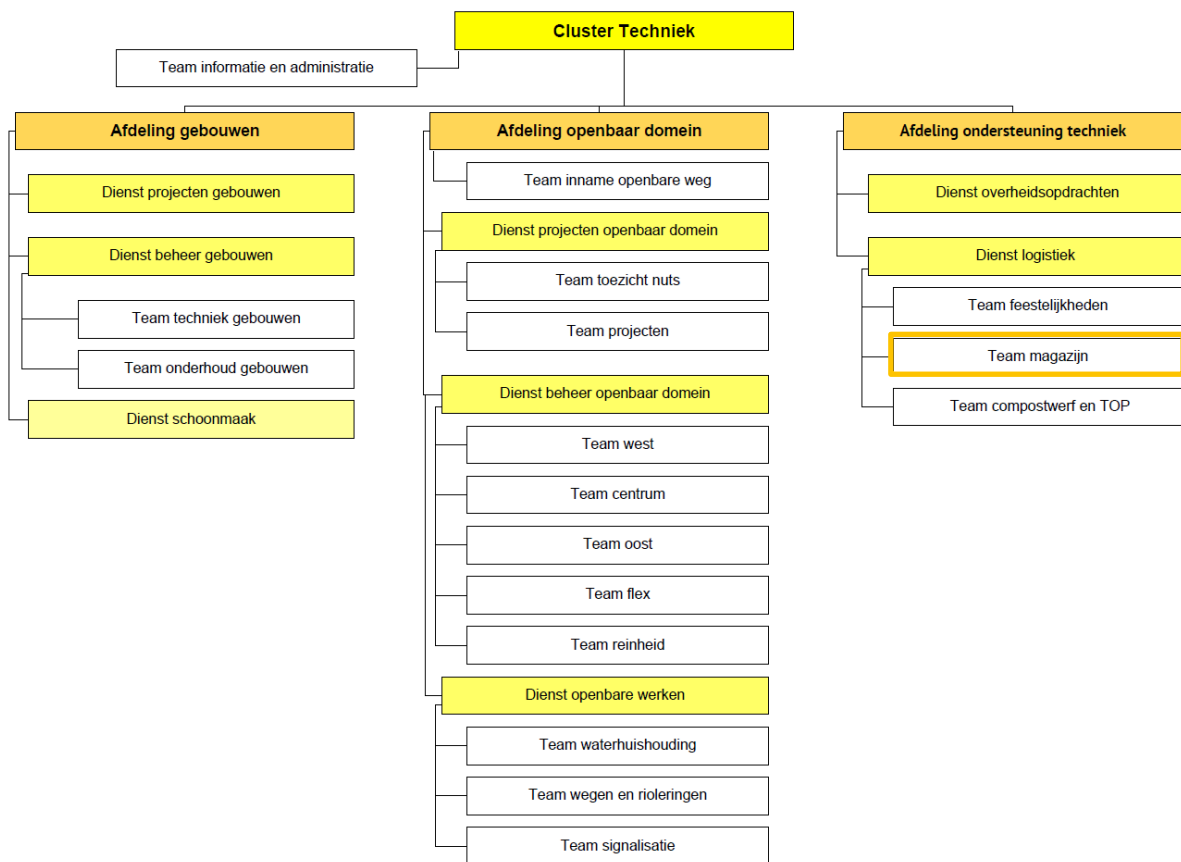 Cluster Techniek
Team informatie en administratie
Afdeling gebouwen
Dienst projecten gebouwen
Dienst beheer gebouwen
Team techniek gebouwen
Team onderhoud gebouwen
Dienst schoonmaak
Afdeling openbaar domein
Team inname openbare weg
Dienst projecten openbaar domein
Team toezicht nuts
Team projecten
Dienst beheer openbaar domein
Team west
Team centrum
Team oost
Team flex
Team reinheid
Dienst openbare werken
Team waterhuishouding
Team wegen en rioleringen
Team signalisatie
Afdeling ondersteuning techniek
Dienst overheidsopdrachten
Dienst logistiek
Team feestelijkheden
Team magazijn
Team compostwerf en TOP